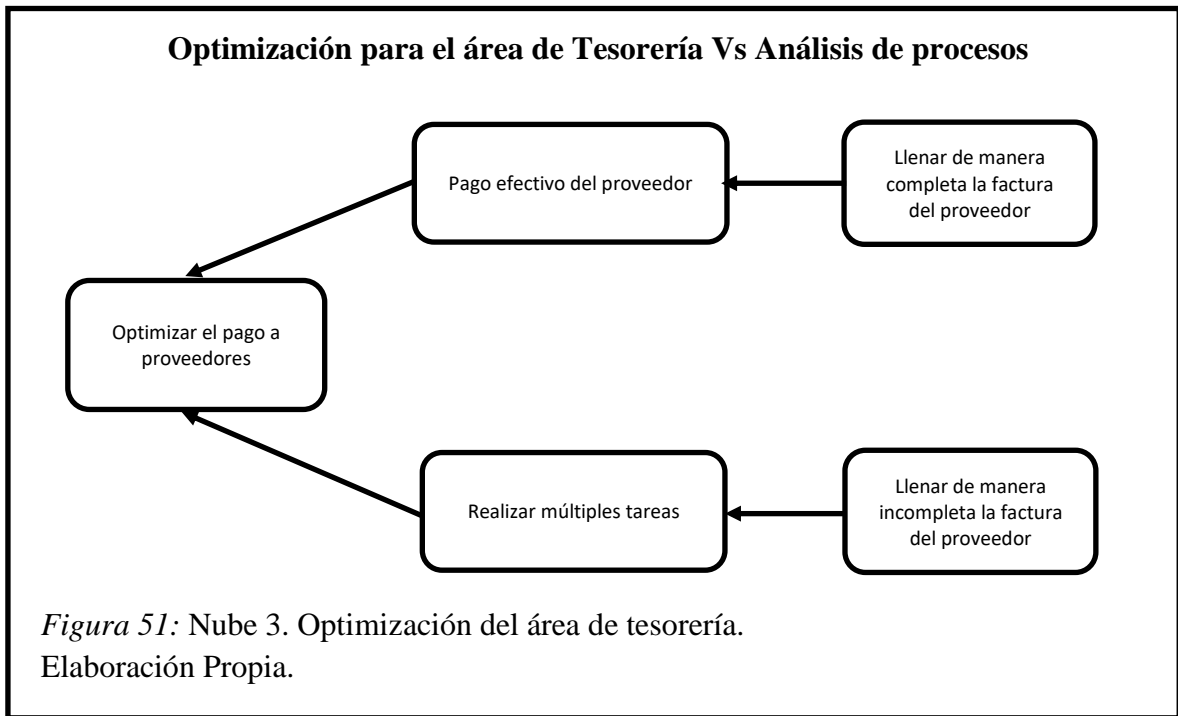 Optimización para el área de Tesorería Vs Análisis de procesos
Pago efectivo del proveedor
Llenar de manera
completa la factura
del proveedor
Optimizar el pago a
proveedores
Realizar múltiples tareas
Llenar de manera
incompleta la factura
del proveedor
Figura 51: Nube 3. Optimización del área de tesorería.
Elaboración Propia.